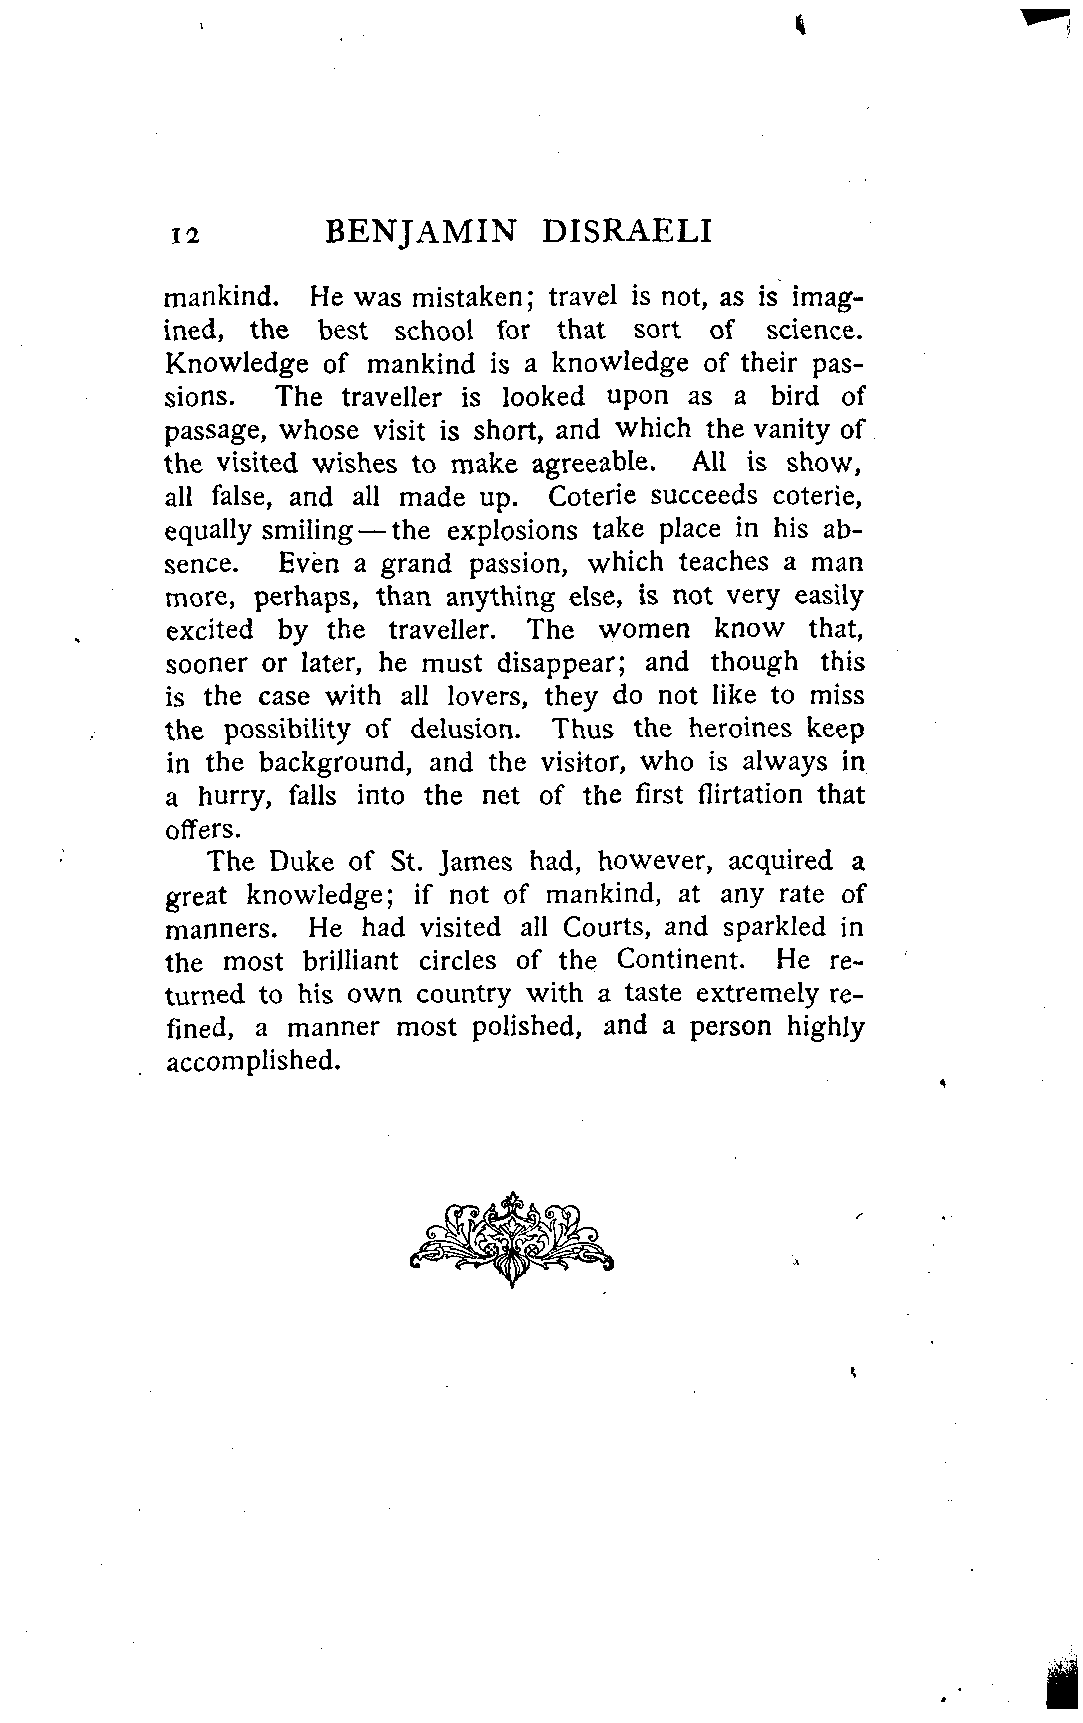 12 BENJAMIN DISRAELI
mankind. He was mistaken; travel is not, as is imag-
ined, the best school for that sort of science.
Knowledge of mankind is a knowledge of their pas-
sions. The traveller is looked upon as a bird of
passage, whose visit is short, and which the vanity of
the visited wishes to make agreeable. All is show,
all false, and all made up. Coterie succeeds coterie,
equally smiling—the explosions take place in his ab-
sence. Even a grand passion, which teaches a man
more, perhaps, than anything else, is not very easily
excited by the traveller. The women know that,
sooner or later, he must disappear; and though this
is the case with all lovers, they do not like to miss
the possibility of delusion. Thus the heroines keep
in the background, and the visitor, who is always in
a hurry, falls into the net of the first flirtation that
offers.
The Duke of St. James had, however, acquired a
great knowledge; if not of mankind, at any rate of
manners. He had visited all Courts, and sparkled in
the most brilliant circles of the Continent. He re-
turned to his own country with a taste extremely re-
fined, a manner most polished, and a person highly
accomplished.